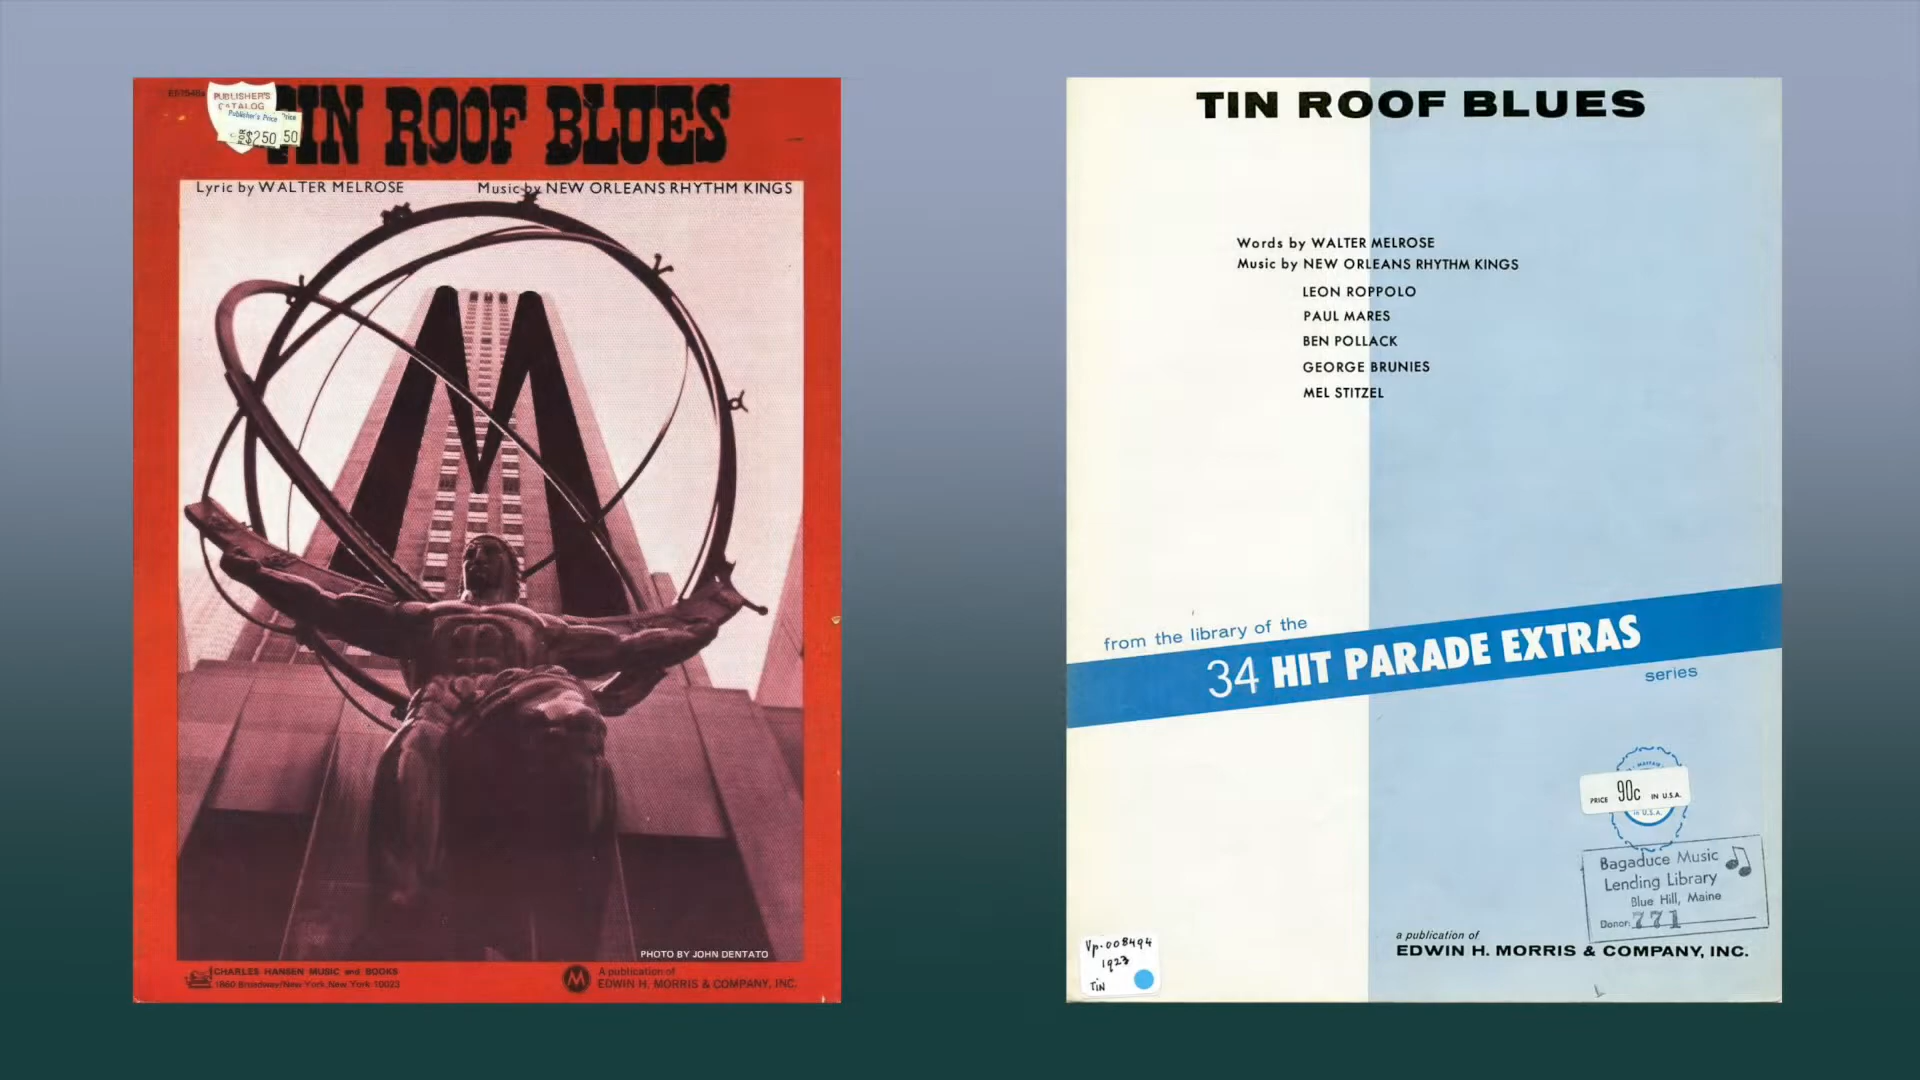 PUBLISHER'S
CATALOG
Publisher's Price
Price
FOR
$2.50
50
TIN ROOF BLUES
Lyric by WALTER MELROSE
Music by NEW ORLEANS RHYTHM KINGS
M
PHOTO BY JOHN DENTATO
CHARLES HANSEN MUSIC and BOOKS
1860 Broadway/New York, New York 10023
M
A publication of
EDWIN H. MORRIS & COMPANY, INC.
TIN ROOF BLUES
Words by WALTER MELROSE
Music by NEW ORLEANS RHYTHM KINGS
LEON ROPPOLO
PAUL MARES
BEN POLLACK
GEORGE BRUNIES
MEL STITZEL
from the library of the
34 HIT PARADE EXTRAS
series
PRICE 90c IN U.S.A.
IN U.S.A.
Bagaduce Music
Lending Library
Blue Hill, Maine
Donor: 771
a publication of
EDWIN H. MORRIS & COMPANY, INC.
Vp-008494
1923
TIN